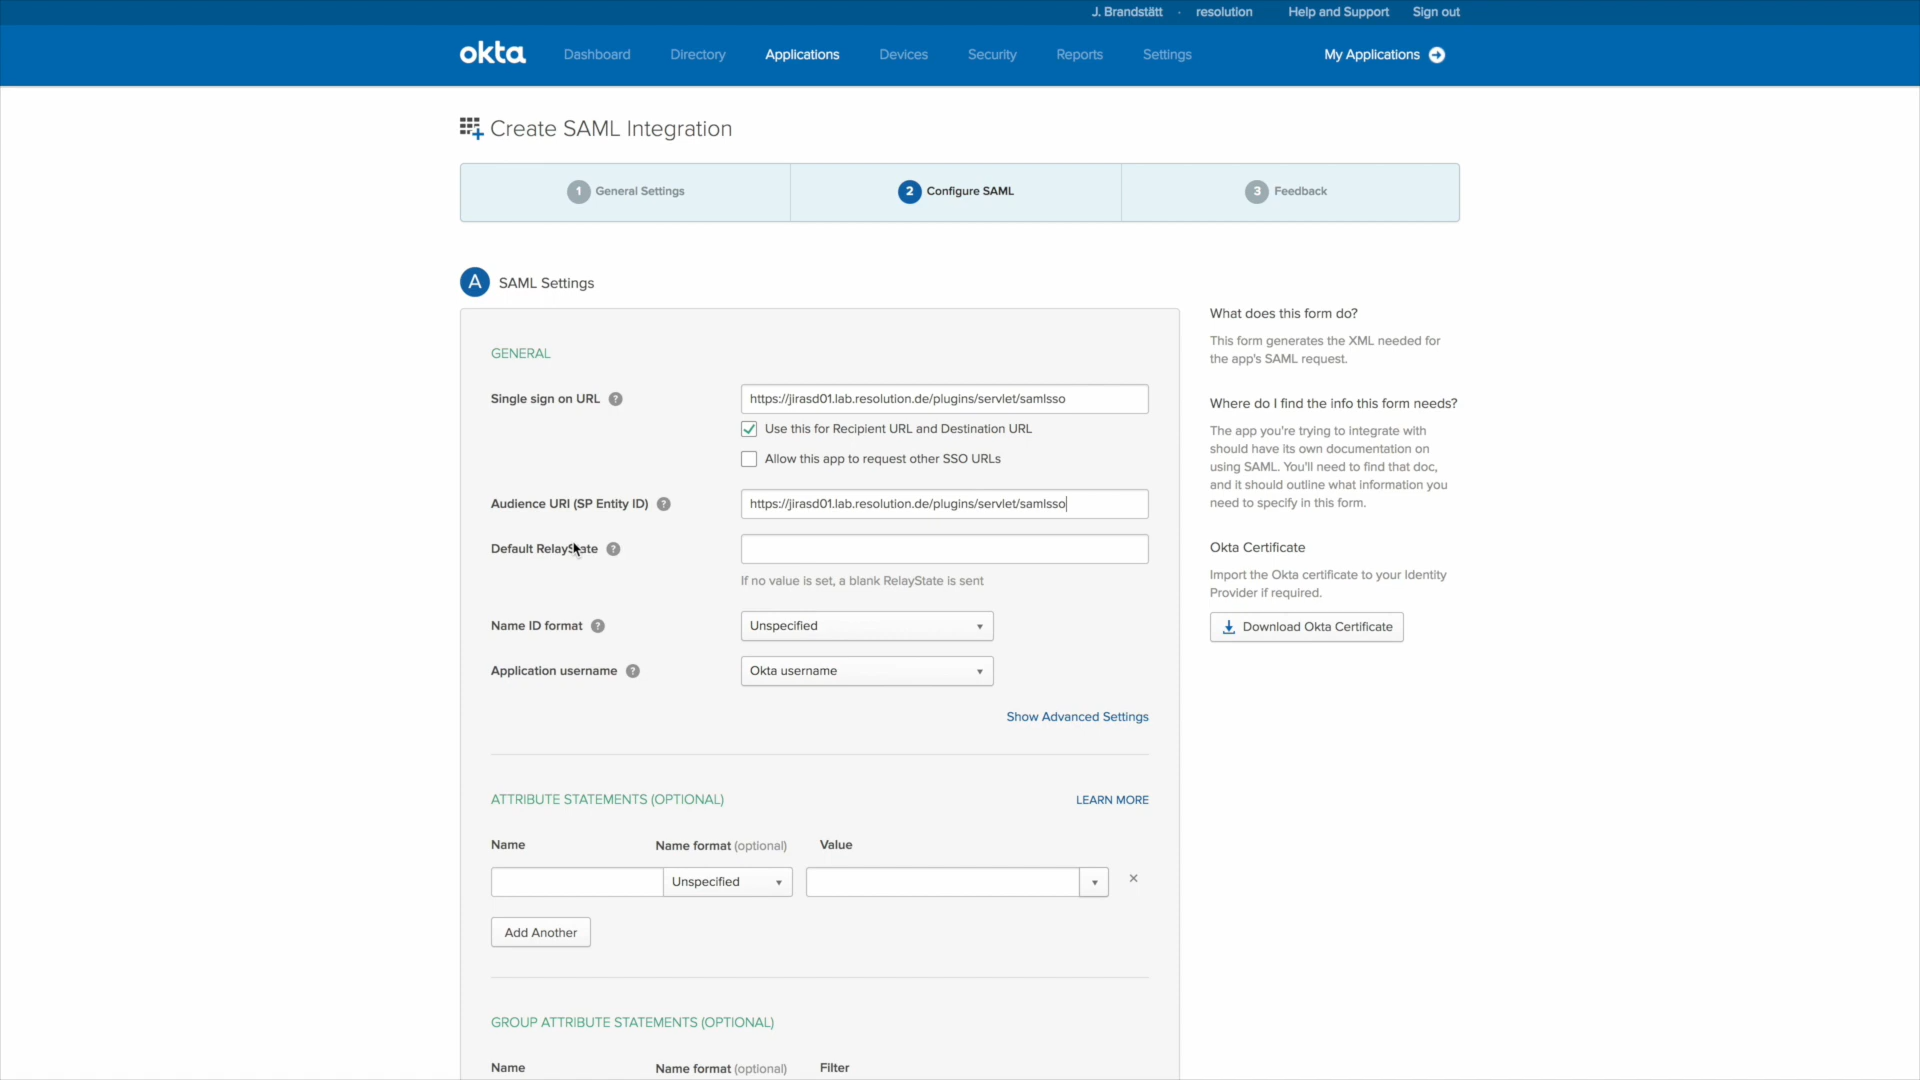 J. Brandstätt · resolution Help and Support Sign out
okta Dashboard Directory Applications Devices Security Reports Settings My Applications
Create SAML Integration
1 General Settings 2 Configure SAML 3 Feedback
A SAML Settings
What does this form do?
This form generates the XML needed for
the app's SAML request.
GENERAL
Single sign on URL ? https://jirasd01.lab.resolution.de/plugins/servlet/samlsso
Use this for Recipient URL and Destination URL
Allow this app to request other SSO URLs
Where do I find the info this form needs?
The app you're trying to integrate with
should have its own documentation on
using SAML. You'll need to find that doc,
and it should outline what information you
need to specify in this form.
Audience URI (SP Entity ID) ? https://jirasd01.lab.resolution.de/plugins/servlet/samlsso
Default RelayState ?
If no value is set, a blank RelayState is sent
Okta Certificate
Import the Okta certificate to your Identity
Provider if required.
Download Okta Certificate
Name ID format ? Unspecified
Application username ? Okta username
Show Advanced Settings
ATTRIBUTE STATEMENTS (OPTIONAL) LEARN MORE
Name Name format (optional) Value
Unspecified
Add Another
GROUP ATTRIBUTE STATEMENTS (OPTIONAL)
Name Name format (optional) Filter